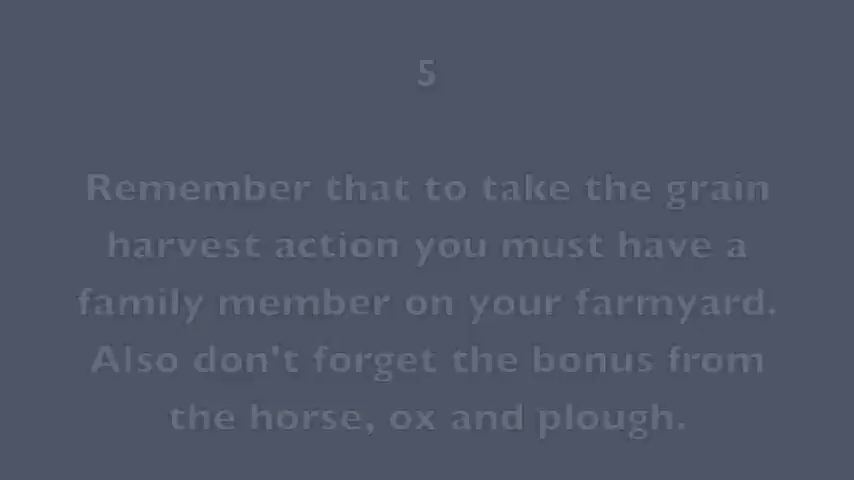 5
Remember that to take the grain
harvest action you must have a
family member on your farmyard.
Also don't forget the bonus from
the horse, ox and plough.